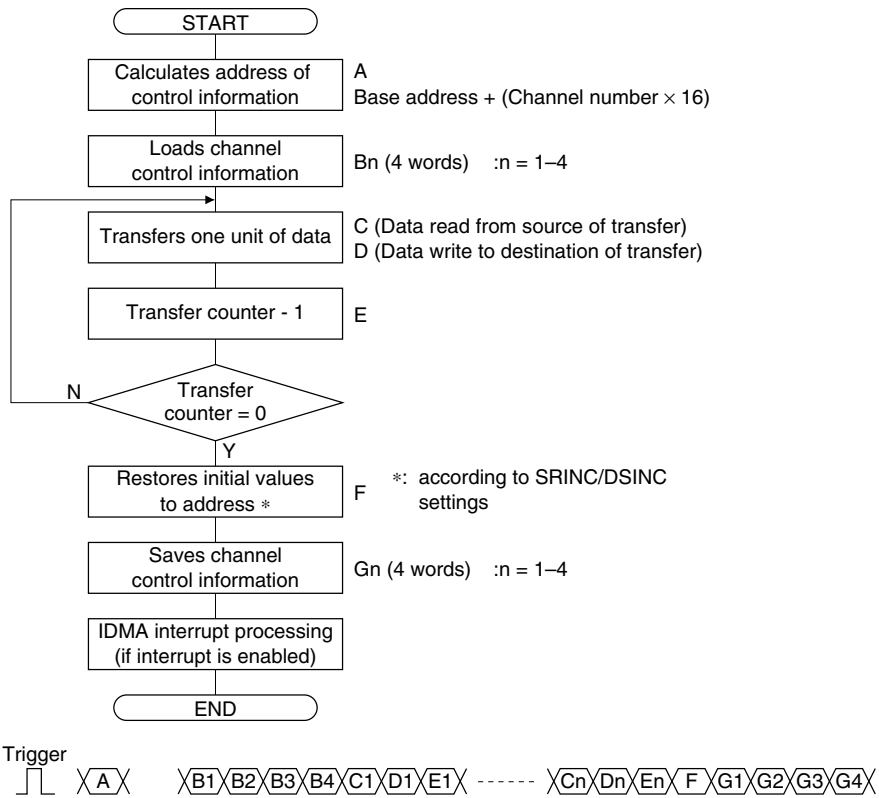 START
Calculates address of
control information
A
Base address + (Channel number × 16)
Loads channel
control information
Bn (4 words) :n = 1–4
Transfers one unit of data
C (Data read from source of transfer)
D (Data write to destination of transfer)
Transfer counter - 1
E
N
Transfer
counter = 0
Y
Restores initial values
to address ∗
F
∗: according to SRINC/DSINC
settings
Saves channel
control information
Gn (4 words) :n = 1–4
IDMA interrupt processing
(if interrupt is enabled)
END
Trigger
A B1 B2 B3 B4 C1 D1 E1 ------ Cn Dn En F G1 G2 G3 G4